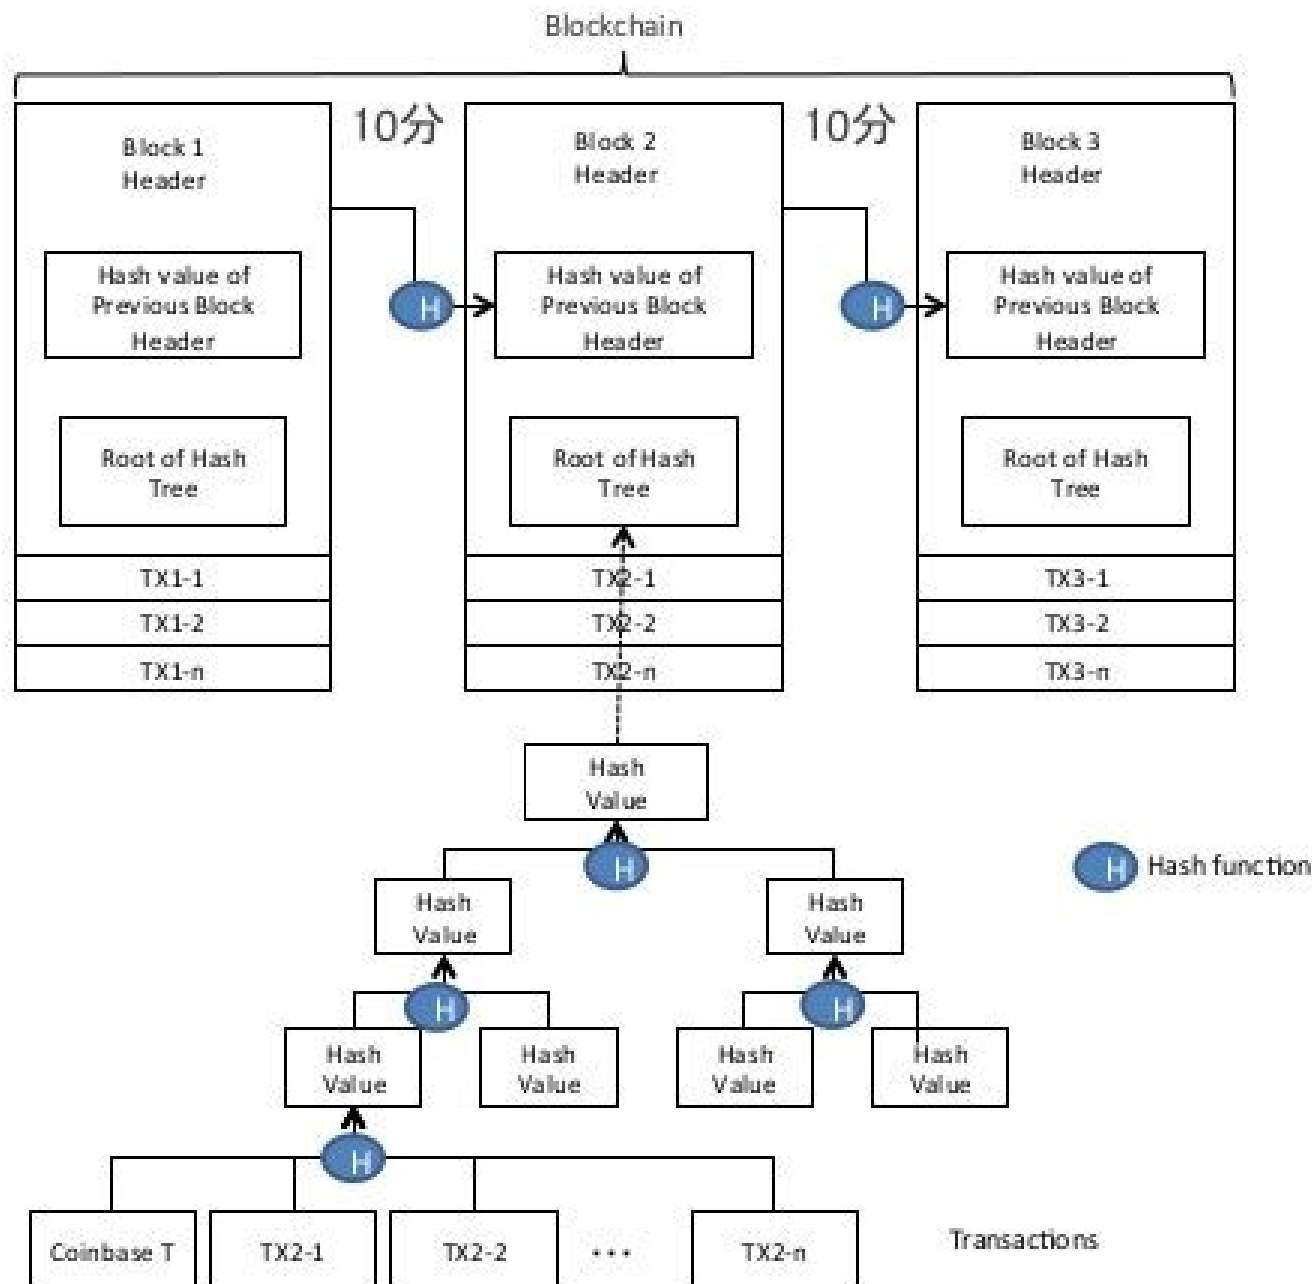 Blockchain
10分
10分
Block 1
Header
Block 2
Header
Block 3
Header
Hash value of
Previous Block
Header
H
Hash value of
Previous Block
Header
H
Hash value of
Previous Block
Header
Root of Hash
Tree
Root of Hash
Tree
Root of Hash
Tree
TX1-1
TX2-1
TX3-1
TX1-2
TX2-2
TX3-2
TX1-n
TX2-n
TX3-n
Hash
Value
H
H Hash function
Hash
Value
Hash
Value
H
H
Hash
Value
Hash
Value
Hash
Value
Hash
Value
H
Coinbase T
TX2-1
TX2-2
...
TX2-n
Transactions